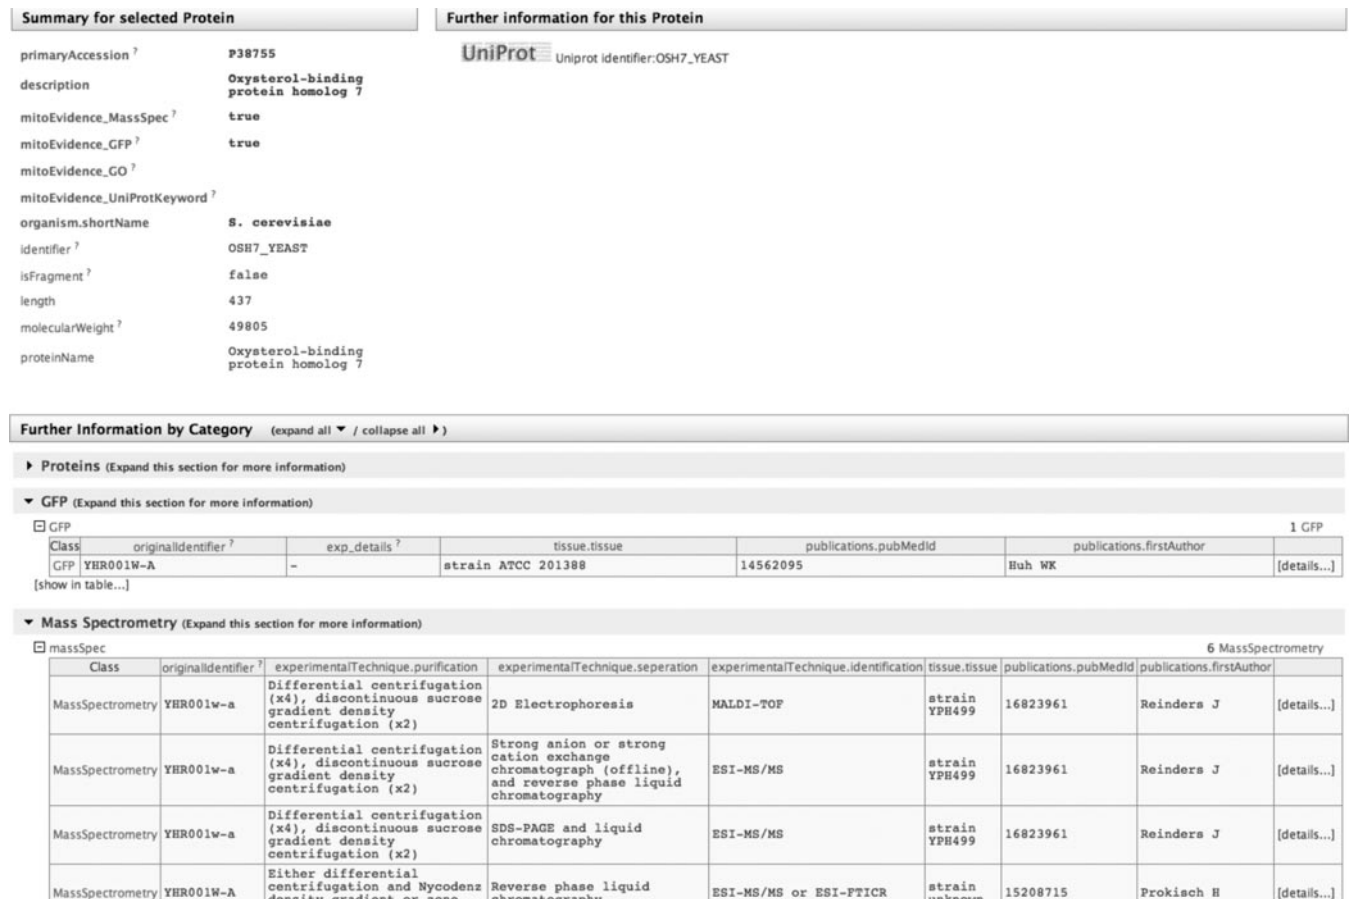 Summary for selected Protein
Further information for this Protein
primaryAccession ? P38755
UniProt Uniprot identifier:OSH7_YEAST
description Oxysterol-binding
protein homolog 7
mitoEvidence_MassSpec ? true
mitoEvidence_GFP ? true
mitoEvidence_GO ?
mitoEvidence_UniProtKeyword ?
organism.shortName S. cerevisiae
identifier ? OSH7_YEAST
isFragment ? false
length 437
molecularWeight ? 49805
proteinName Oxysterol-binding
protein homolog 7
Further Information by Category (expand all ▼ / collapse all ▶)
Proteins (Expand this section for more information)
GFP (Expand this section for more information)
GFP 1 GFP
Class originalIdentifier ? exp_details ? tissue.tissue publications.pubMedId publications.firstAuthor
GFP YHR001W-A - strain ATCC 201388 14562095 Huh WK [details...]
[show in table...]
Mass Spectrometry (Expand this section for more information)
massSpec 6 MassSpectrometry
Class originalIdentifier ? experimentalTechnique.purification experimentalTechnique.seperation experimentalTechnique.identification tissue.tissue publications.pubMedId publications.firstAuthor
MassSpectrometry YHR001w-a
Differential centrifugation
(x4), discontinuous sucrose
gradient density
centrifugation (x2)
2D Electrophoresis
MALDI-TOF
strain
YPH499
16823961
Reinders J
[details...]
MassSpectrometry YHR001w-a
Differential centrifugation
(x4), discontinuous sucrose
gradient density
centrifugation (x2)
Strong anion or strong
cation exchange
chromatograph (offline),
and reverse phase liquid
chromatography
ESI-MS/MS
strain
YPH499
16823961
Reinders J
[details...]
MassSpectrometry YHR001w-a
Differential centrifugation
(x4), discontinuous sucrose
gradient density
centrifugation (x2)
SDS-PAGE and liquid
chromatography
ESI-MS/MS
strain
YPH499
16823961
Reinders J
[details...]
MassSpectrometry YHR001W-A
Either differential
centrifugation and Nycodenz
density gradient or zone
Reverse phase liquid
chromatography
ESI-MS/MS or ESI-FTICR
strain
unknown
15208715
Prokisch H
[details...]